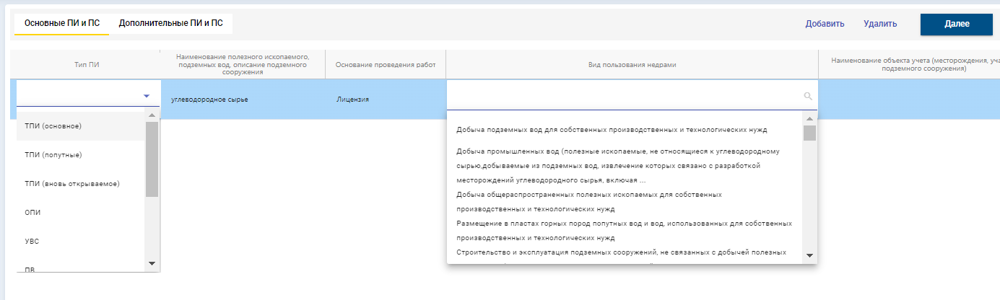 Основные ПИ и ПС
Дополнительные ПИ и ПС
Добавить
Удалить
Далее
Тип ПИ
Наименование полезного ископаемого,
подземных вод, описание подземного
сооружения
Основание проведения работ
Вид пользования недрами
Наименование объекта учета (месторождения, уча
подземного сооружения)
углеводородное сырье
Лицензия
ТПИ (основное)
ТПИ (попутные)
ТПИ (вновь открываемое)
ОПИ
УВС
ПВ
Добыча подземных вод для собственных производственных и технологических нужд
Добыча промышленных вод (полезные ископаемые, не относящиеся к углеводородному
сырью,добываемые из подземных вод, извлечение которых связано с разработкой
месторождений углеводородного сырья, включая ...
Добыча общераспространенных полезных ископаемых для собственных
производственных и технологических нужд
Размещение в пластах горных пород попутных вод и вод, использованных для собственных
производственных и технологических нужд
Строительство и эксплуатация подземных сооружений, не связанных с добычей полезных